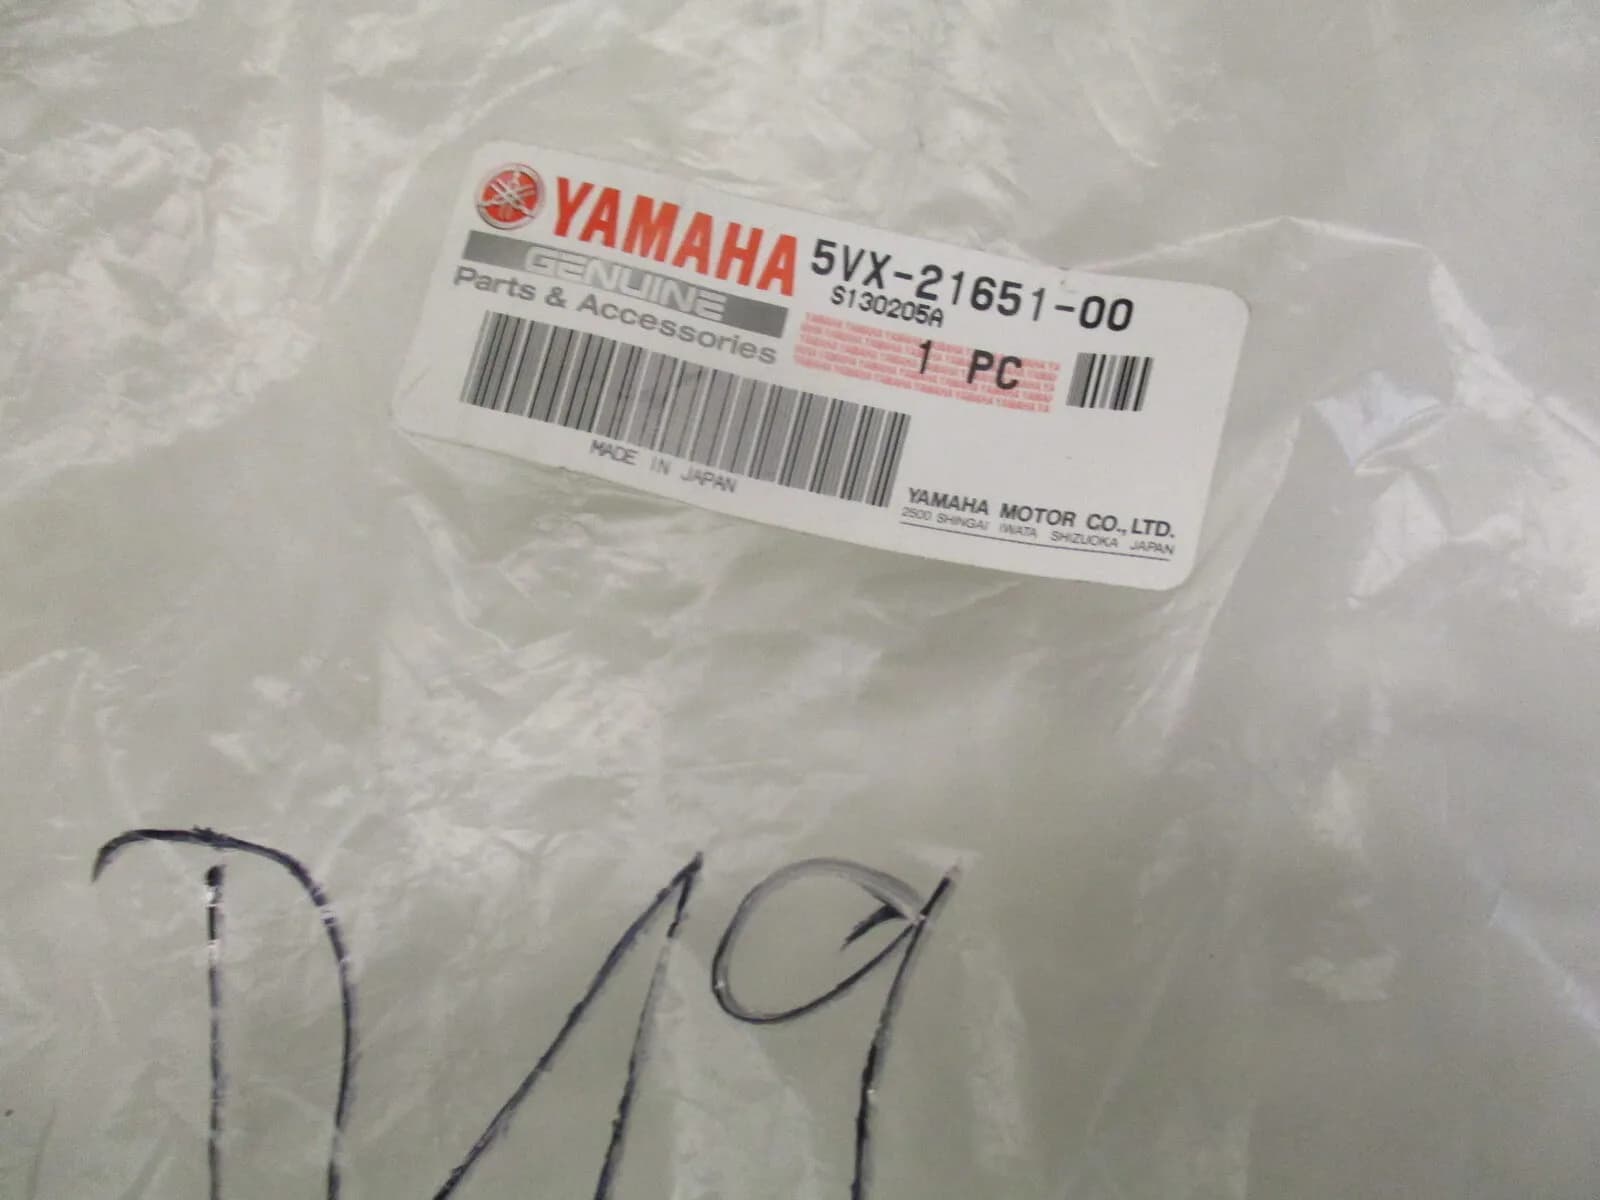 YAMAHA
GENUINE
Parts & Accessories
5VX-21651-00
S130205A
1 PC
MADE IN JAPAN
YAMAHA MOTOR CO., LTD.
2500 SHINGAI IWATA SHIZUOKA JAPAN
D19